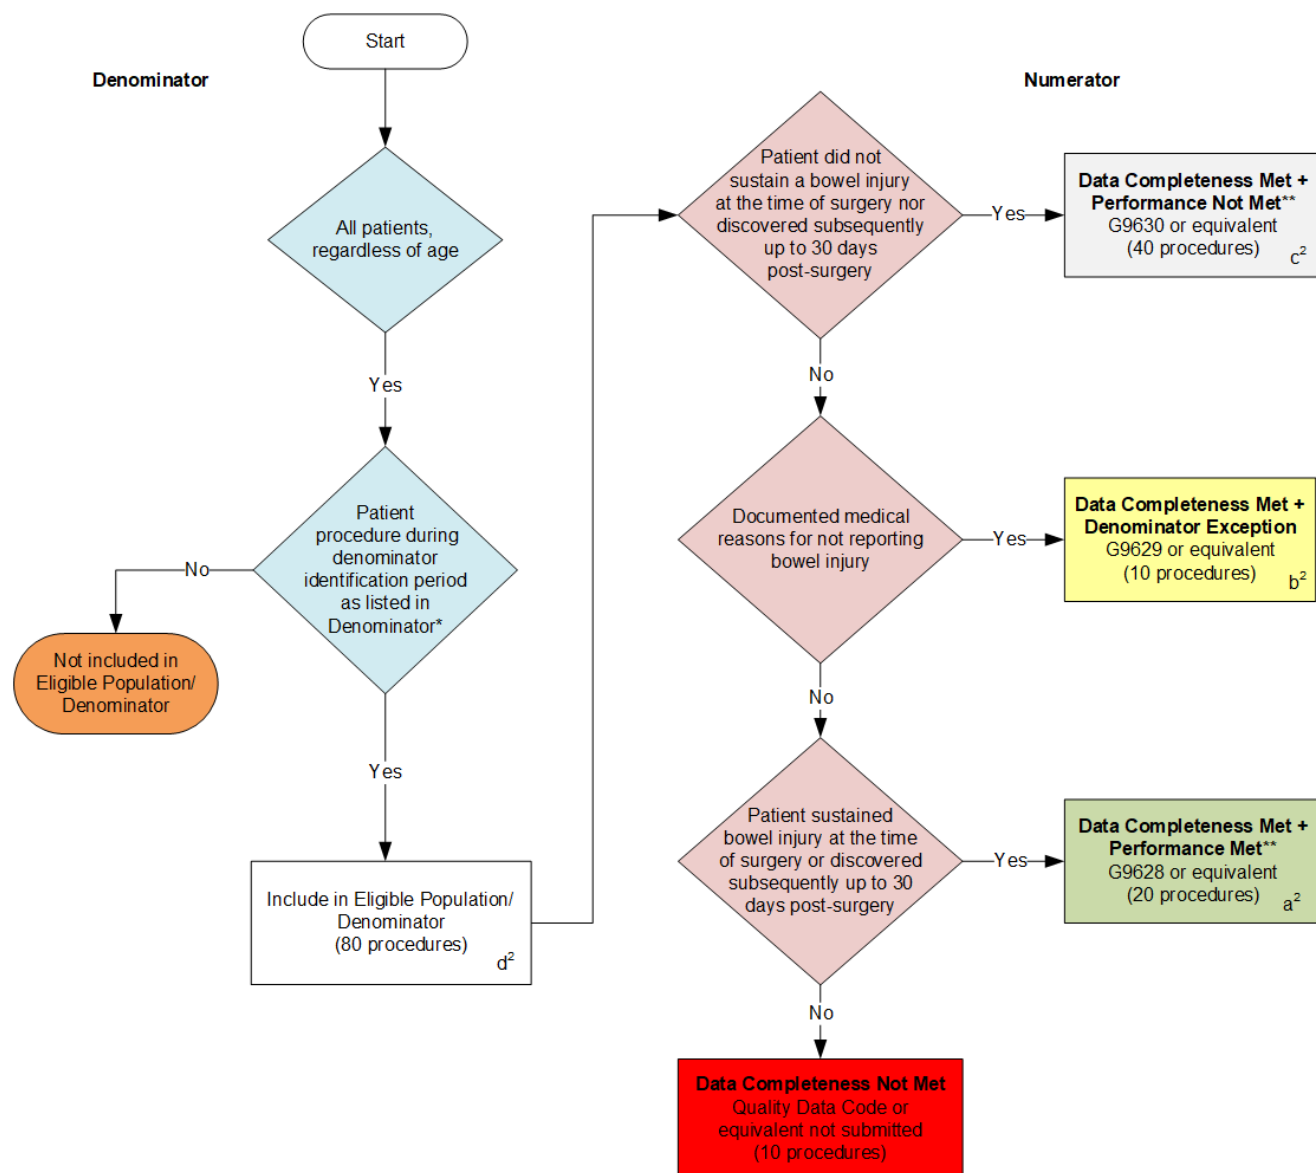 Start
Denominator
All patients,
regardless of age
Yes
Patient
procedure during
denominator
identification period
as listed in
Denominator*
No
Not included in
Eligible Population/
Denominator
Yes
Include in Eligible Population/
Denominator
(80 procedures)
d²
Numerator
Patient did not
sustain a bowel injury
at the time of surgery nor
discovered subsequently
up to 30 days
post-surgery
Yes
Data Completeness Met +
Performance Not Met**
G9630 or equivalent
(40 procedures)
c²
No
Documented medical
reasons for not reporting
bowel injury
Yes
Data Completeness Met +
Denominator Exception
G9629 or equivalent
(10 procedures)
b²
No
Patient sustained
bowel injury at the time
of surgery or discovered
subsequently up to 30
days post-surgery
Yes
Data Completeness Met +
Performance Met**
G9628 or equivalent
(20 procedures)
a²
No
Data Completeness Not Met
Quality Data Code or
equivalent not submitted
(10 procedures)